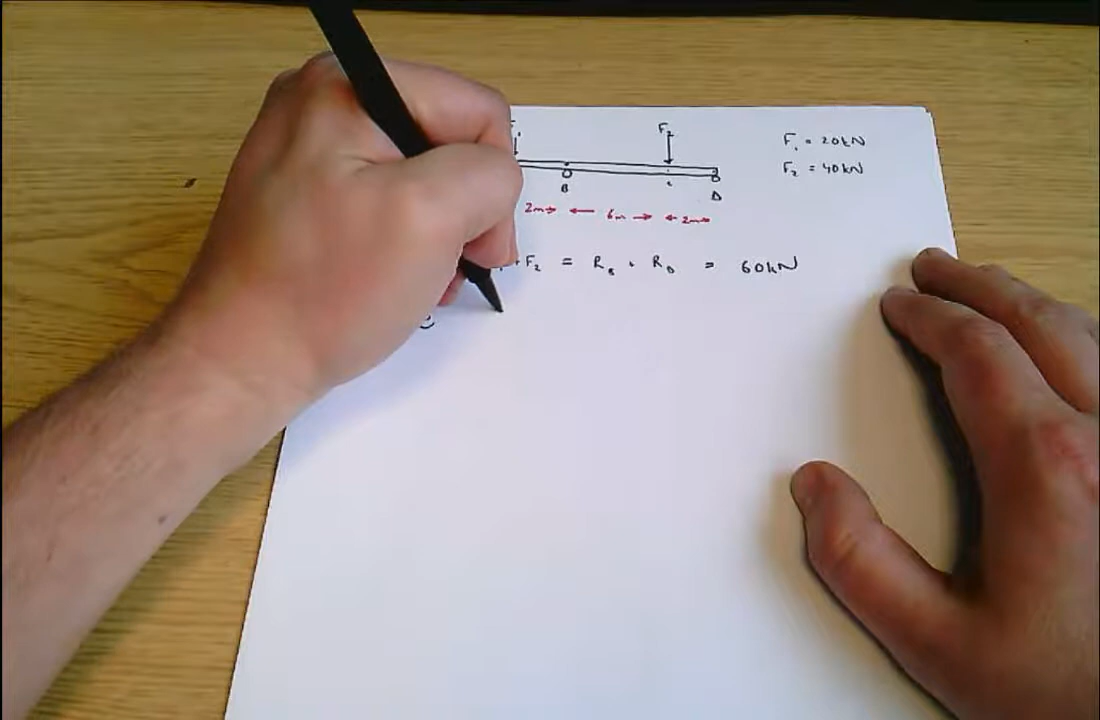 F₂ F₁ = 20kN
F₂ = 40kN
B c D
2m 6m 2m
+ F₂ = R_B + R_D = 60kN